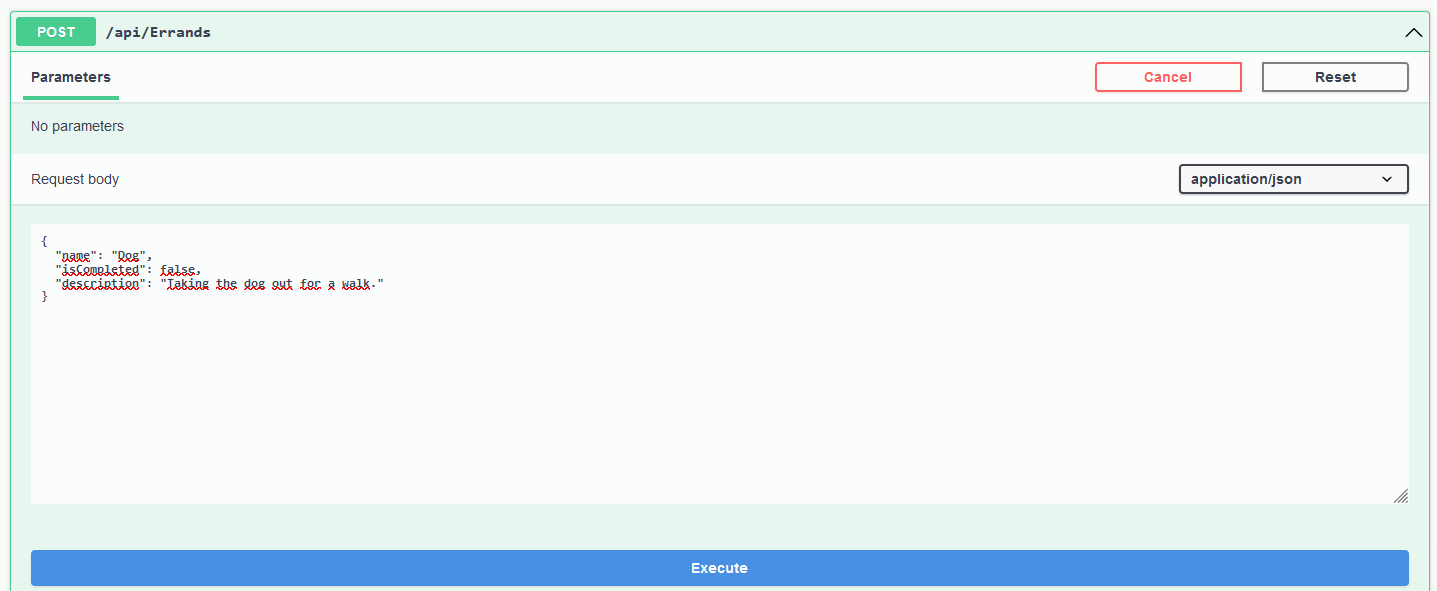 POST /api/Errands
Parameters Cancel Reset
No parameters
Request body application/json
{
  "name": "Dog",
  "isCompleted": false,
  "description": "Taking the dog out for a walk."
}
Execute